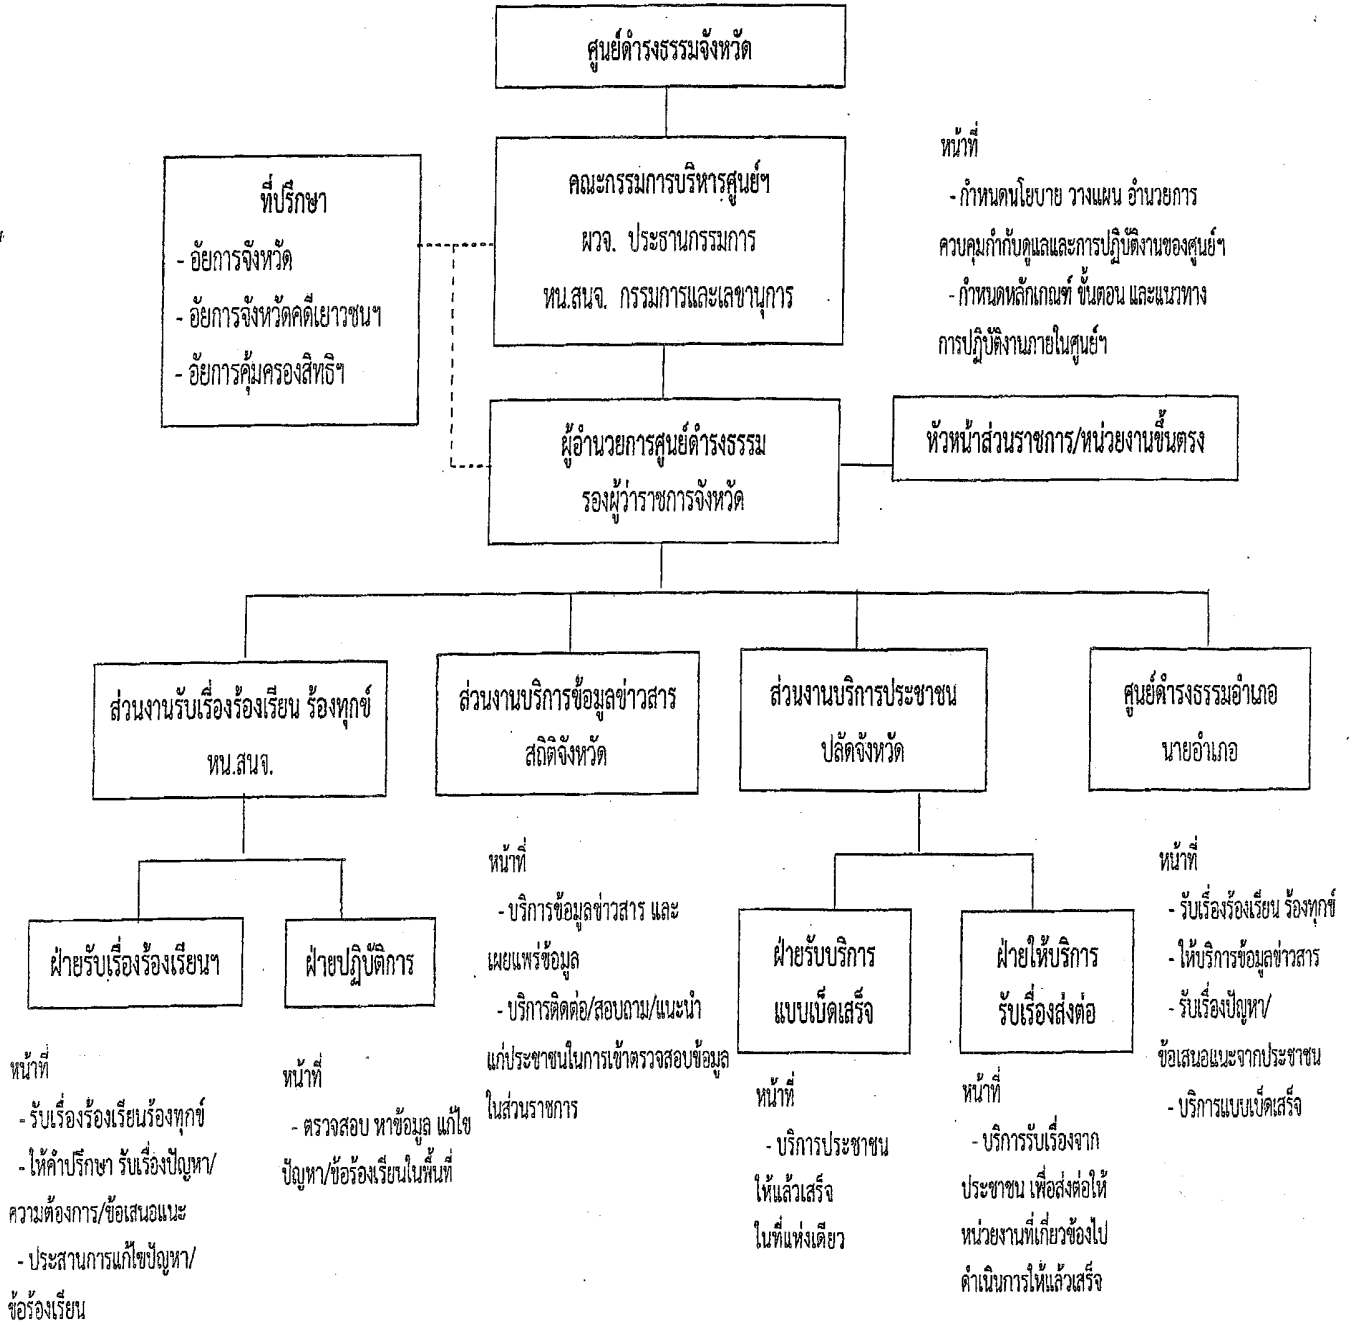 ศูนย์ดำรงธรรมจังหวัด
คณะกรรมการบริหารศูนย์ฯ
ผวจ. ประธานกรรมการ
หน.สนจ. กรรมการและเลขานุการ
ที่ปรึกษา
- อัยการจังหวัด
- อัยการจังหวัดคดีเยาวชนฯ
- อัยการคุ้มครองสิทธิฯ
หน้าที่
- กำหนดนโยบาย วางแผน อำนวยการ
ควบคุมกำกับดูแลและการปฏิบัติงานของศูนย์ฯ
- กำหนดหลักเกณฑ์ ขั้นตอน และแนวทาง
การปฏิบัติงานภายในศูนย์ฯ
ผู้อำนวยการศูนย์ดำรงธรรม
รองผู้ว่าราชการจังหวัด
หัวหน้าส่วนราชการ/หน่วยงานขึ้นตรง
ส่วนงานรับเรื่องร้องเรียน ร้องทุกข์
หน.สนจ.
ส่วนงานบริการข้อมูลข่าวสาร
สถิติจังหวัด
ส่วนงานบริการประชาชน
ปลัดจังหวัด
ศูนย์ดำรงธรรมอำเภอ
นายอำเภอ
ฝ่ายรับเรื่องร้องเรียนฯ
หน้าที่
- รับเรื่องร้องเรียนร้องทุกข์
- ให้คำปรึกษา รับเรื่องปัญหา/
ความต้องการ/ข้อเสนอแนะ
- ประสานการแก้ไขปัญหา/
ข้อร้องเรียน
ฝ่ายปฏิบัติการ
หน้าที่
- ตรวจสอบ หาข้อมูล แก้ไข
ปัญหา/ข้อร้องเรียนในพื้นที่
หน้าที่
- บริการข้อมูลข่าวสาร และ
เผยแพร่ข้อมูล
- บริการติดต่อ/สอบถาม/แนะนำ
แก่ประชาชนในการเข้าตรวจสอบข้อมูล
ในส่วนราชการ
ฝ่ายรับบริการ
แบบเบ็ดเสร็จ
หน้าที่
- บริการประชาชน
ให้แล้วเสร็จ
ในที่แห่งเดียว
ฝ่ายให้บริการ
รับเรื่องส่งต่อ
หน้าที่
- บริการรับเรื่องจาก
ประชาชน เพื่อส่งต่อให้
หน่วยงานที่เกี่ยวข้องไป
ดำเนินการให้แล้วเสร็จ
หน้าที่
- รับเรื่องร้องเรียน ร้องทุกข์
- ให้บริการข้อมูลข่าวสาร
- รับเรื่องปัญหา/
ข้อเสนอแนะจากประชาชน
- บริการแบบเบ็ดเสร็จ